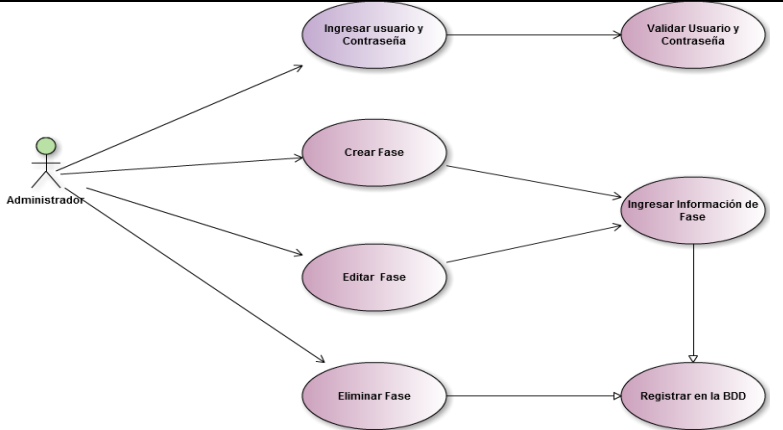 Ingresar usuario y
Contraseña
Validar Usuario y
Contraseña
Crear Fase
Administrador
Ingresar Información de
Fase
Editar Fase
Eliminar Fase
Registrar en la BDD